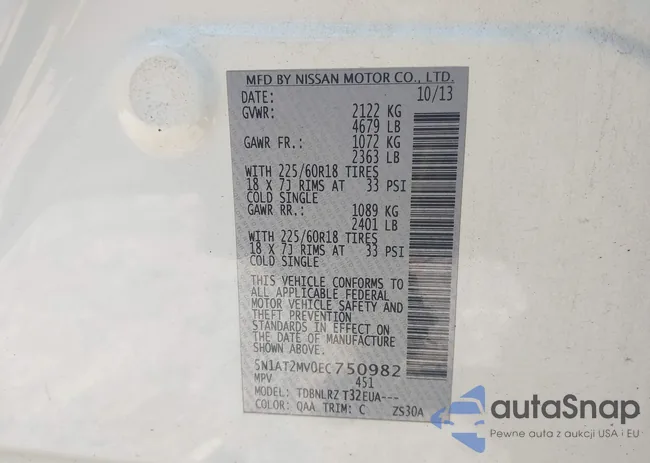 MFD BY NISSAN MOTOR CO., LTD.
DATE: 10/13
GVWR: 2122 KG
4679 LB
GAWR FR.: 1072 KG
2363 LB
WITH 225/60R18 TIRES
18 X 7J RIMS AT 33 PSI
COLD SINGLE
GAWR RR.: 1089 KG
2401 LB
WITH 225/60R18 TIRES
18 X 7J RIMS AT 33 PSI
COLD SINGLE
THIS VEHICLE CONFORMS TO
ALL APPLICABLE FEDERAL
MOTOR VEHICLE SAFETY AND
THEFT PREVENTION
STANDARDS IN EFFECT ON
THE DATE OF MANUFACTURE
SHOWN ABOVE.
5N1AT2MV0EC750982
MPV 451
MODEL: TDBNLRZ T32EUA---
COLOR: QAA TRIM: C ZS30A
autoSnap
Pewne auta z aukcji USA i EU